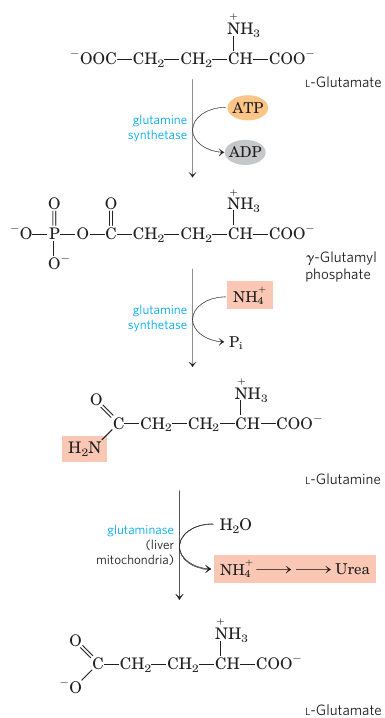 +
NH₃
⁻OOC—CH₂—CH₂—CH—COO⁻
L-Glutamate
ATP
glutamine
synthetase
ADP
O O +
NH₃
⁻O—P—O—C—CH₂—CH₂—CH—COO⁻
O⁻
γ-Glutamyl
phosphate
NH₄⁺
glutamine
synthetase
Pᵢ
+
O NH₃
C—CH₂—CH₂—CH—COO⁻
H₂N
L-Glutamine
H₂O
glutaminase
(liver
mitochondria)
NH₄⁺ Urea
+
O NH₃
C—CH₂—CH₂—CH—COO⁻
⁻O
L-Glutamate